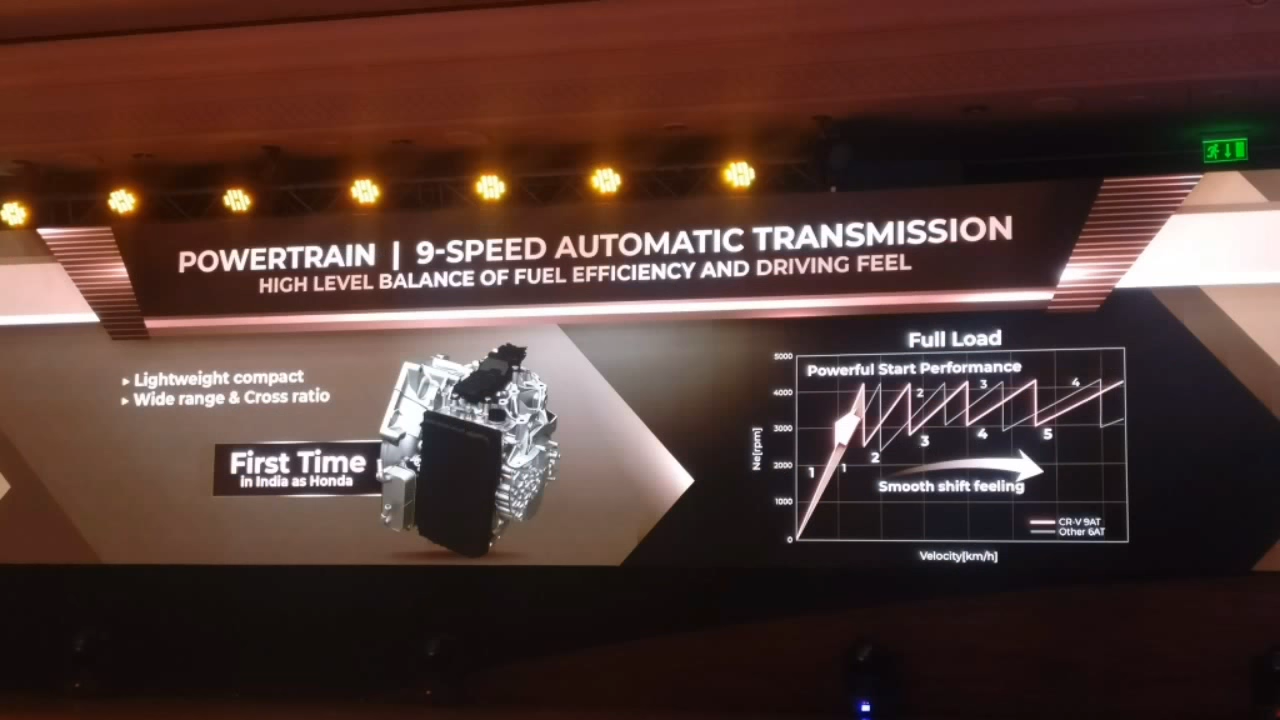 POWERTRAIN | 9-SPEED AUTOMATIC TRANSMISSION
HIGH LEVEL BALANCE OF FUEL EFFICIENCY AND DRIVING FEEL
▸ Lightweight compact
▸ Wide range & Cross ratio
First Time
in India as Honda
Full Load
Powerful Start Performance
5000
4000
3000
2000
1000
0
Ne[rpm]
2
3
4
1
1
2
3
4
5
Smooth shift feeling
CR-V 9AT
Other 6AT
Velocity[km/h]